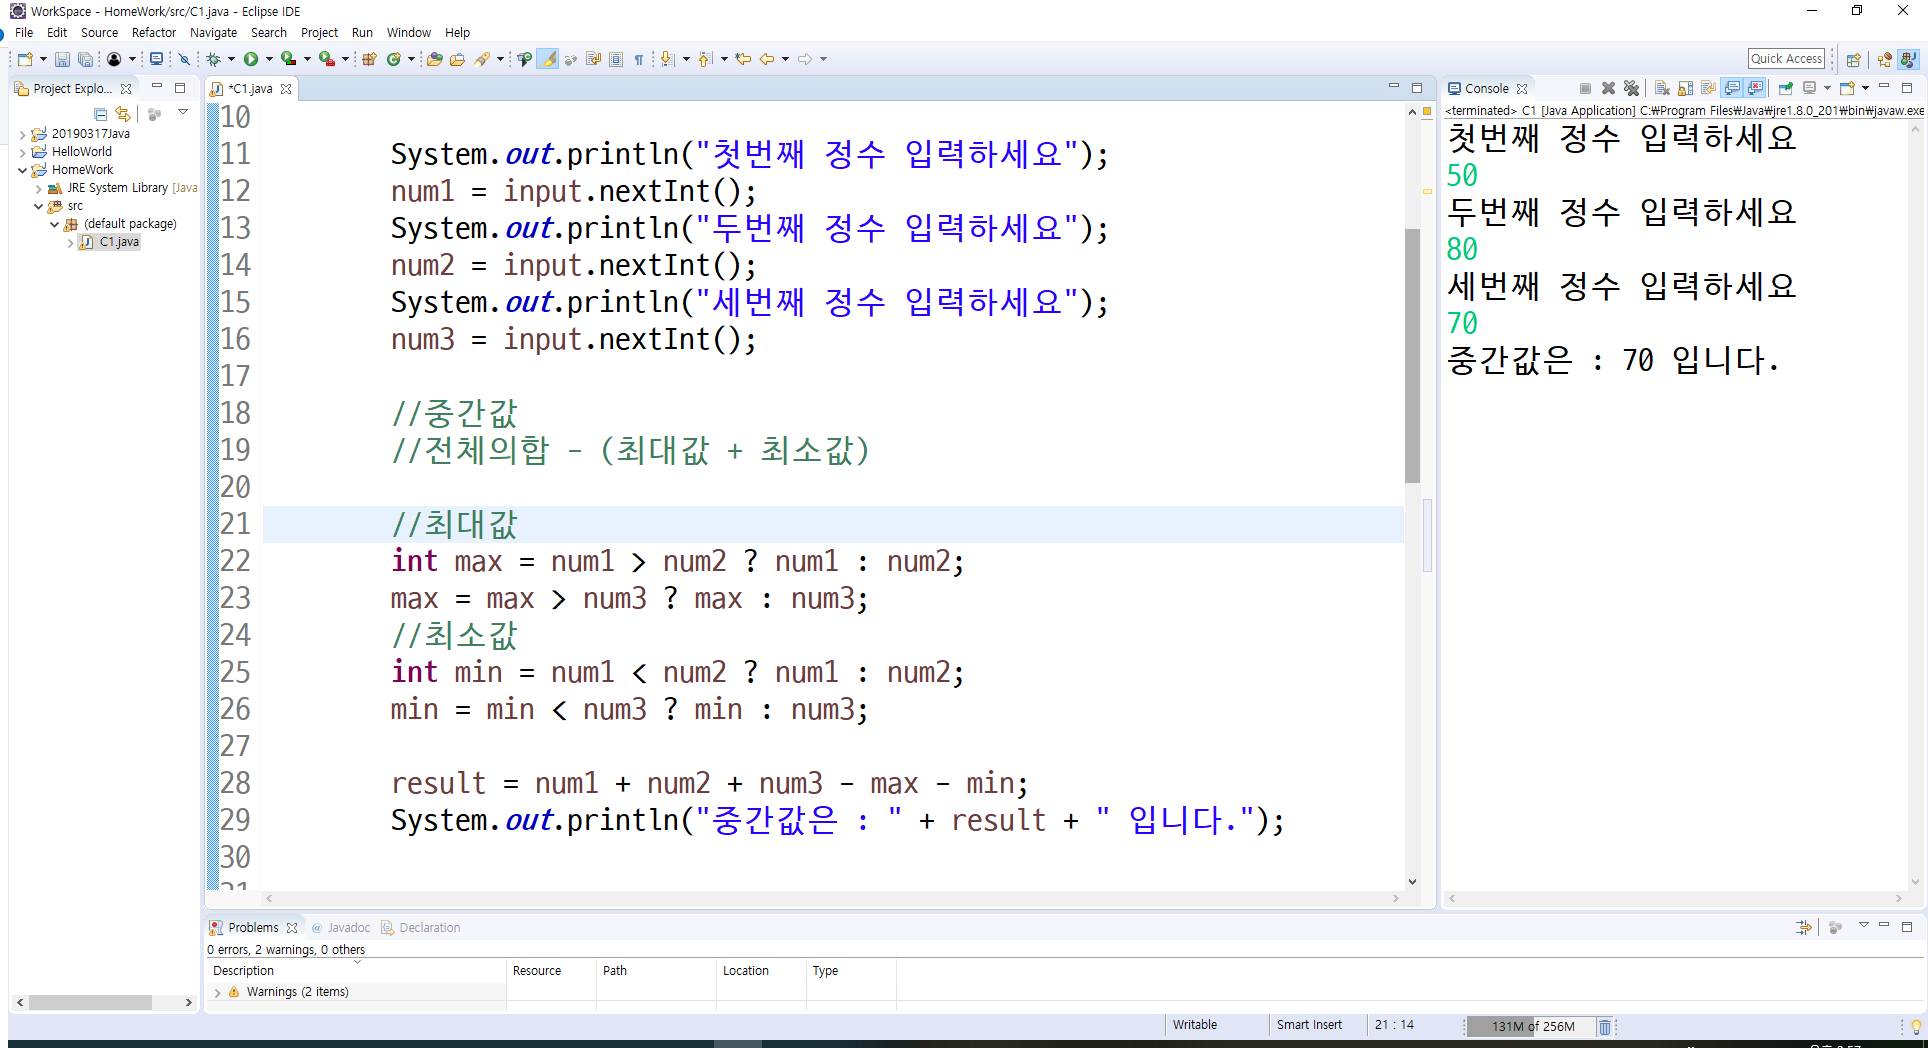 WorkSpace - HomeWork/src/C1.java - Eclipse IDE
File Edit Source Refactor Navigate Search Project Run Window Help
Quick Access
Project Explo...
20190317Java
HelloWorld
HomeWork
JRE System Library [Java
src
(default package)
C1.java
*C1.java
10
11 System.out.println("첫번째 정수 입력하세요");
12 num1 = input.nextInt();
13 System.out.println("두번째 정수 입력하세요");
14 num2 = input.nextInt();
15 System.out.println("세번째 정수 입력하세요");
16 num3 = input.nextInt();
17
18 //중간값
19 //전체의합 - (최대값 + 최소값)
20
21 //최대값
22 int max = num1 > num2 ? num1 : num2;
23 max = max > num3 ? max : num3;
24 //최소값
25 int min = num1 < num2 ? num1 : num2;
26 min = min < num3 ? min : num3;
27
28 result = num1 + num2 + num3 - max - min;
29 System.out.println("중간값은 : " + result + " 입니다.");
30
Console
<terminated> C1 [Java Application] C:₩Program Files₩Java₩jre1.8.0_201₩bin₩javaw.exe
첫번째 정수 입력하세요
50
두번째 정수 입력하세요
80
세번째 정수 입력하세요
70
중간값은 : 70 입니다.
Problems @ Javadoc Declaration
0 errors, 2 warnings, 0 others
Description Resource Path Location Type
Warnings (2 items)
Writable Smart Insert 21 : 14 131M of 256M